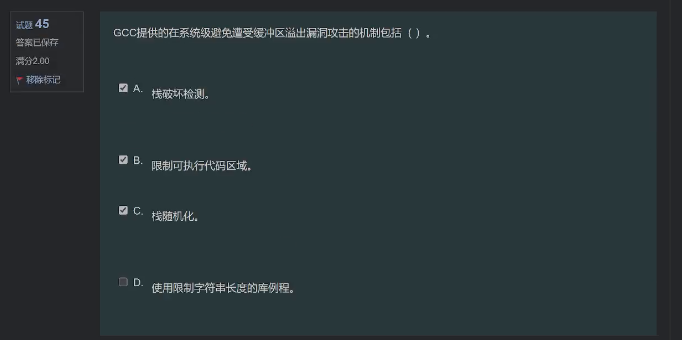 试题 45
答案已保存
满分2.00
移除标记
GCC提供的在系统级避免遭受缓冲区溢出漏洞攻击的机制包括（ ）。
A. 栈破坏检测。
B. 限制可执行代码区域。
C. 栈随机化。
D. 使用限制字符串长度的库例程。